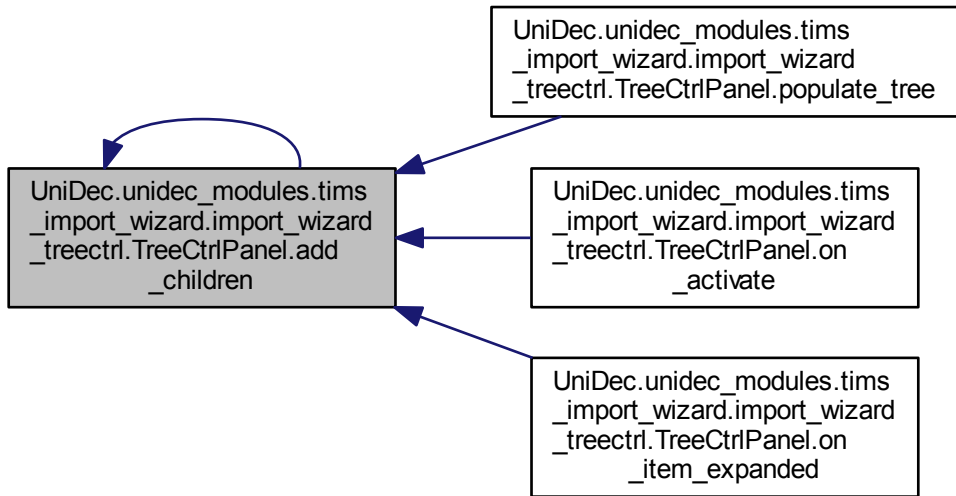 UniDec.unidec_modules.tims
_import_wizard.import_wizard
_treectrl.TreeCtrlPanel.add
_children
UniDec.unidec_modules.tims
_import_wizard.import_wizard
_treectrl.TreeCtrlPanel.populate_tree
UniDec.unidec_modules.tims
_import_wizard.import_wizard
_treectrl.TreeCtrlPanel.on
_activate
UniDec.unidec_modules.tims
_import_wizard.import_wizard
_treectrl.TreeCtrlPanel.on
_item_expanded